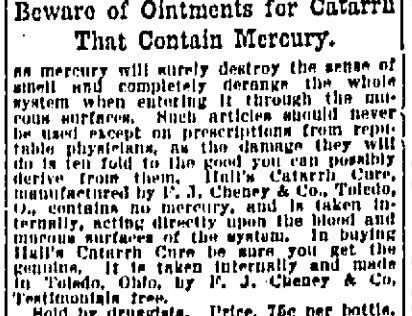 Beware of Ointments for Catarrh
That Contain Mercury.
as mercury will surely destroy the sense of
smell and completely derange the whole
system when entering it through the mu-
cous surfaces. Such articles should never
be used except on prescriptions from repu-
table physicians, as the damage they will
do is ten fold to the good you can possibly
derive from them. Hall's Catarrh Cure,
manufactured by F. J. Cheney & Co., Toledo,
O., contains no mercury, and is taken in-
ternally, acting directly upon the blood and
mucous surfaces of the system. In buying
Hall's Catarrh Cure be sure you get the
genuine. It is taken internally and made
in Toledo, Ohio, by F. J. Cheney & Co.
Testimonials free.
Sold by druggists. Price, 75c per bottle.